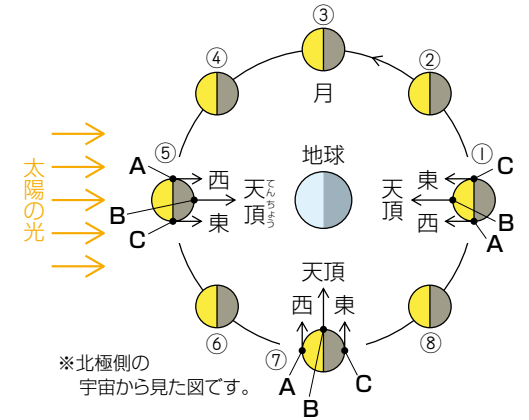 ③
④
②
月
太陽の光
⑤
A
西
天頂
てんちょう
B
C
東
地球
①
C
東
天頂
西
B
A
天頂
西
東
⑥
⑦
⑧
A
B
C
※北極側の
宇宙から見た図です。